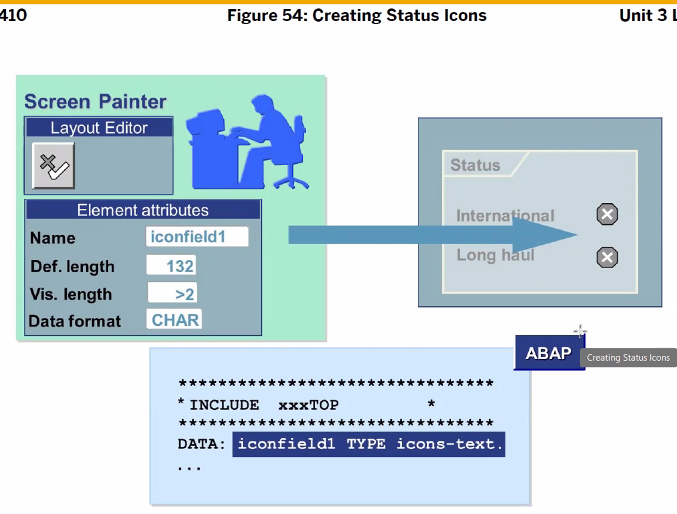 410
Figure 54: Creating Status Icons
Unit 3 L
Screen Painter
Layout Editor
Element attributes
Name iconfield1
Def. length 132
Vis. length >2
Data format CHAR
Status
International
Long haul
ABAP
Creating Status Icons
********************************
* INCLUDE xxxTOP *
********************************
DATA: iconfield1 TYPE icons-text.
...